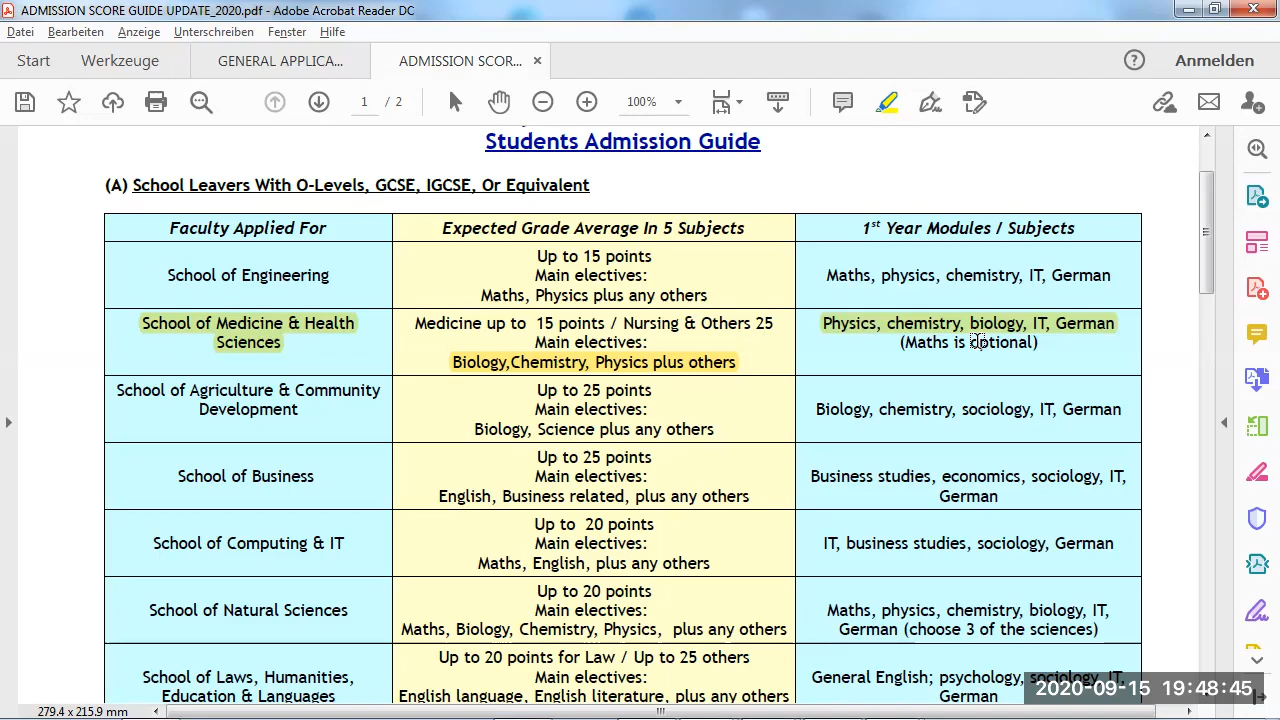 ADMISSION SCORE GUIDE UPDATE_2020.pdf - Adobe Acrobat Reader DC
Datei Bearbeiten Anzeige Unterschreiben Fenster Hilfe
Start Werkzeuge GENERAL APPLICA... ADMISSION SCOR... × Anmelden
1 / 2 100%
Students Admission Guide
(A) School Leavers With O-Levels, GCSE, IGCSE, Or Equivalent
Faculty Applied For
Expected Grade Average In 5 Subjects
1st Year Modules / Subjects
School of Engineering
Up to 15 points
Main electives:
Maths, Physics plus any others
Maths, physics, chemistry, IT, German
School of Medicine & Health
Sciences
Medicine up to 15 points / Nursing & Others 25
Main electives:
Biology,Chemistry, Physics plus others
Physics, chemistry, biology, IT, German
(Maths is optional)
School of Agriculture & Community
Development
Up to 25 points
Main electives:
Biology, Science plus any others
Biology, chemistry, sociology, IT, German
School of Business
Up to 25 points
Main electives:
English, Business related, plus any others
Business studies, economics, sociology, IT,
German
School of Computing & IT
Up to 20 points
Main electives:
Maths, English, plus any others
IT, business studies, sociology, German
School of Natural Sciences
Up to 20 points
Main electives:
Maths, Biology, Chemistry, Physics, plus any others
Maths, physics, chemistry, biology, IT,
German (choose 3 of the sciences)
School of Laws, Humanities,
Education & Languages
Up to 20 points for Law / Up to 25 others
Main electives:
English language, English literature, plus any others
General English; psychology, sociology, IT,
German
2020-09-15 19:48:45
279.4 x 215.9 mm